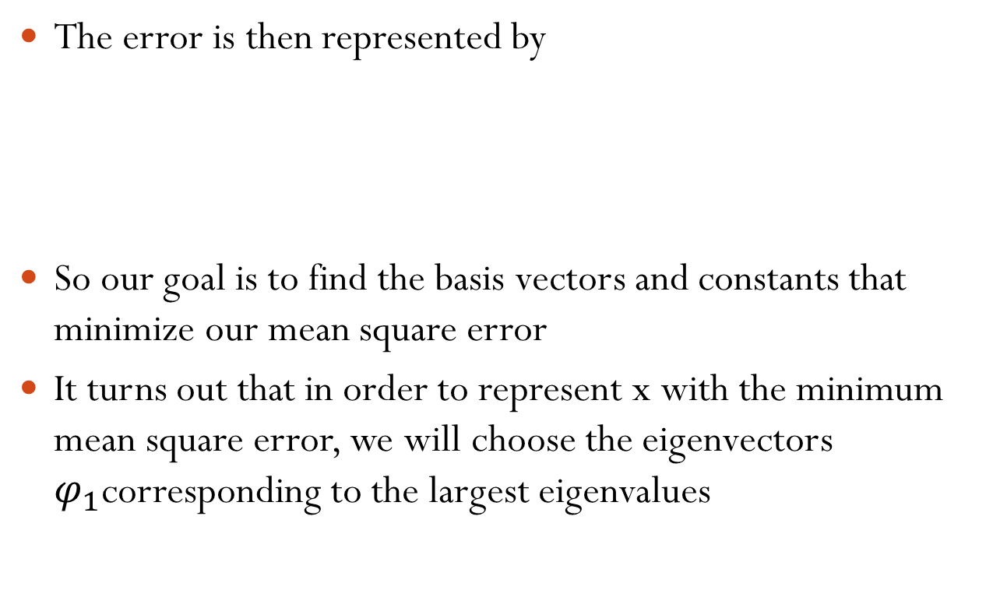 • The error is then represented by
• So our goal is to find the basis vectors and constants that
minimize our mean square error
• It turns out that in order to represent x with the minimum
mean square error, we will choose the eigenvectors
φ₁corresponding to the largest eigenvalues